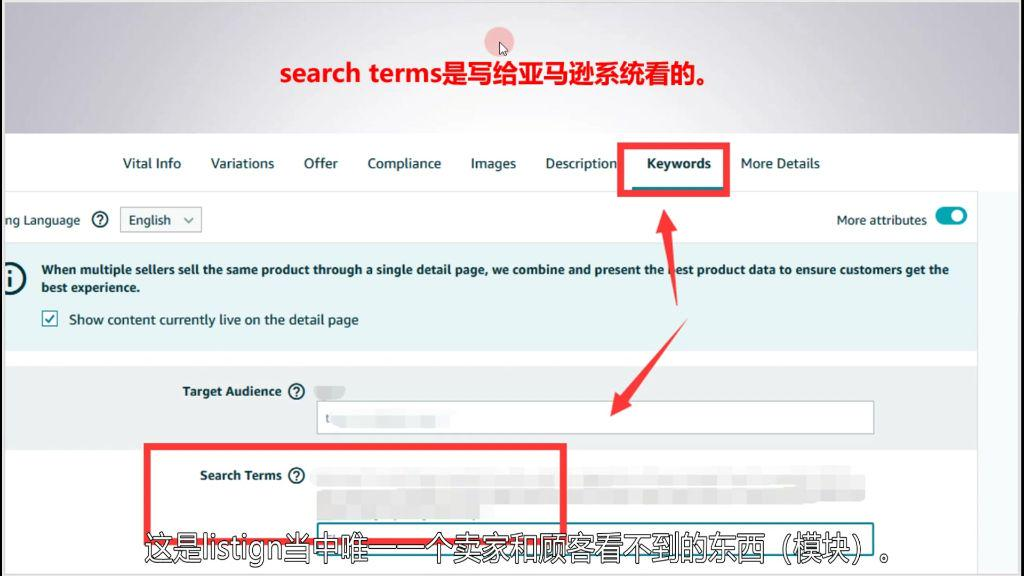 search terms是写给亚马逊系统看的。
Vital Info Variations Offer Compliance Images Description Keywords More Details
ng Language English More attributes
When multiple sellers sell the same product through a single detail page, we combine and present the best product data to ensure customers get the
best experience.
Show content currently live on the detail page
Target Audience
t
Search Terms
这是listign当中唯一一个卖家和顾客看不到的东西（模块）。